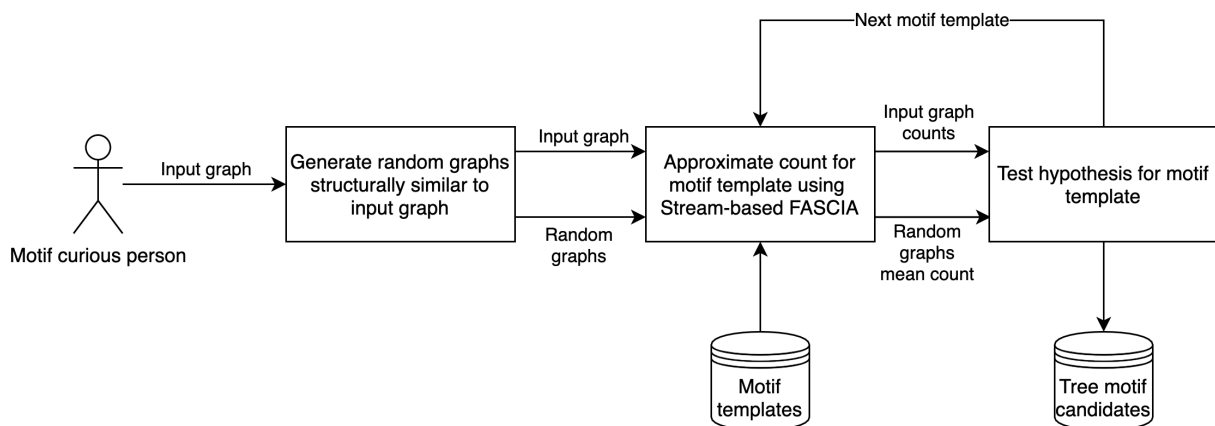 Next motif template
Input graph
Generate random graphs
structurally similar to
input graph
Input graph
Random
graphs
Approximate count for
motif template using
Stream-based FASCIA
Input graph
counts
Random
graphs
mean count
Test hypothesis for motif
template
Motif curious person
Motif
templates
Tree motif
candidates